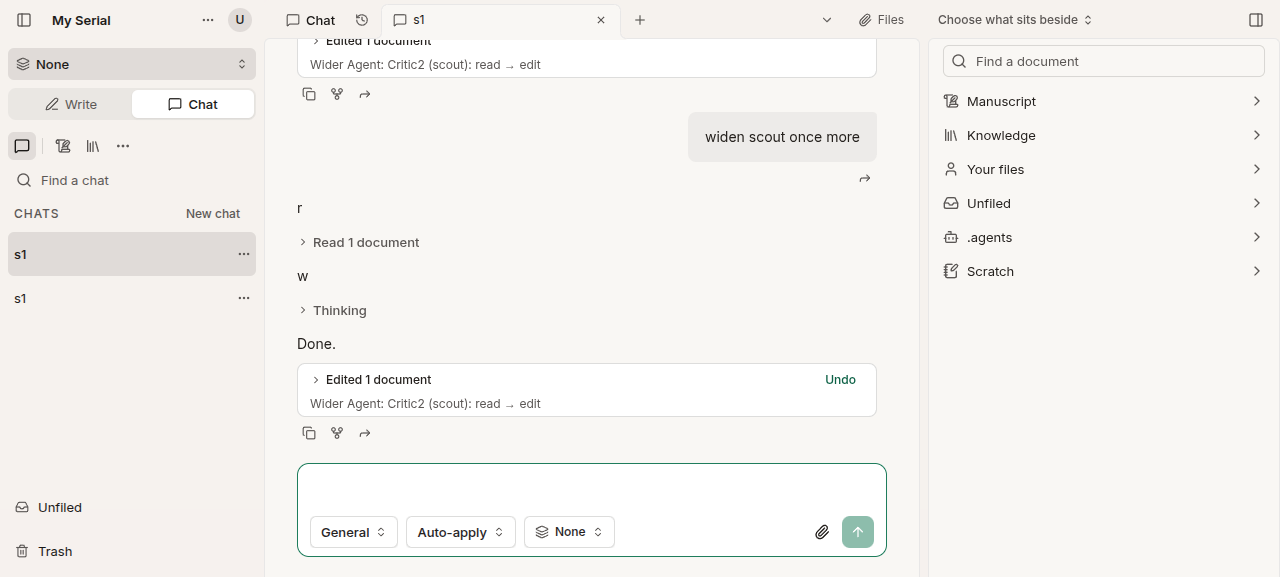 My Serial
U
None
Write
Chat
Find a chat
CHATS
New chat
s1
s1
Unfiled
Trash
Chat
s1
Files
Edited 1 document
Wider Agent: Critic2 (scout): read → edit
widen scout once more
r
Read 1 document
w
Thinking
Done.
Edited 1 document
Undo
Wider Agent: Critic2 (scout): read → edit
General
Auto-apply
None
Choose what sits beside
Find a document
Manuscript
Knowledge
Your files
Unfiled
.agents
Scratch